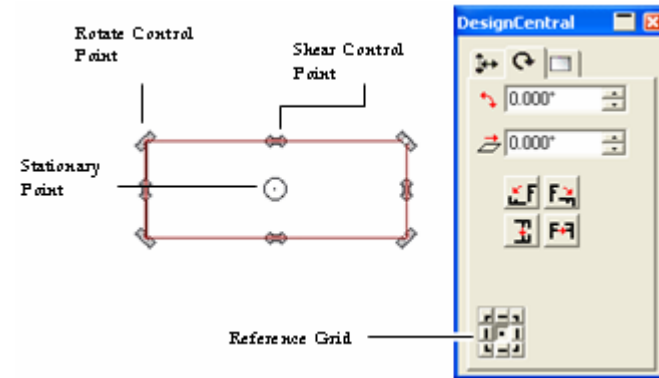 Rotate Control
Point
Shear Control
Point
Stationary
Point
Reference Grid
DesignCentral
0.000°
0.000°